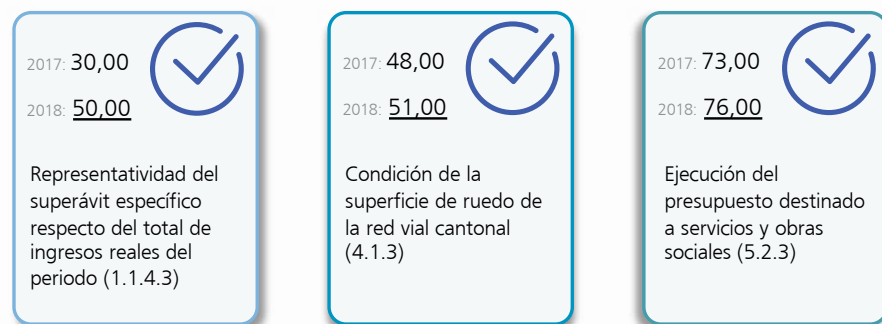 2017: 30,00
2018: 50,00
Representatividad del
superávit específico
respecto del total de
ingresos reales del
periodo (1.1.4.3)
2017: 48,00
2018: 51,00
Condición de la
superficie de ruedo de
la red vial cantonal
(4.1.3)
2017: 73,00
2018: 76,00
Ejecución del
presupuesto destinado
a servicios y obras
sociales (5.2.3)